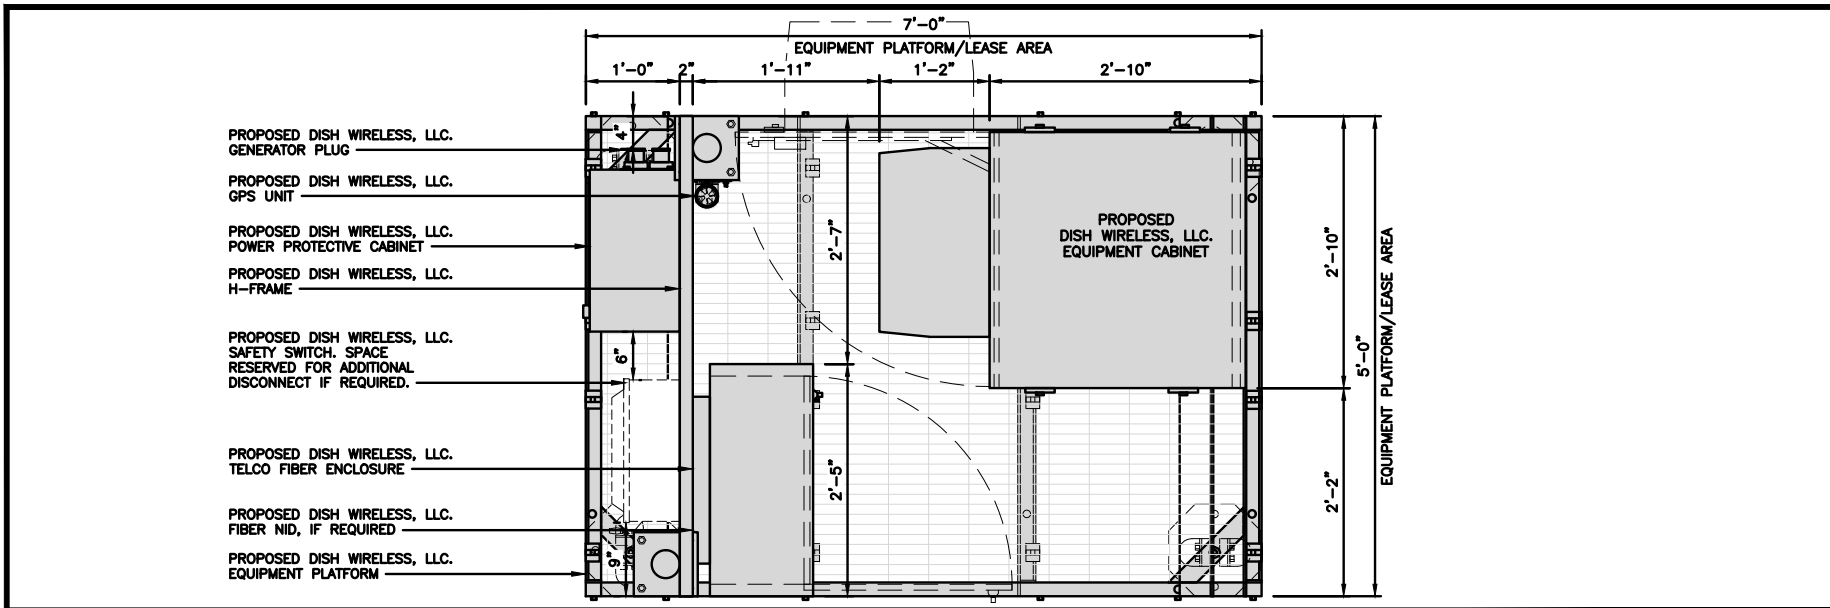 7'-0"
EQUIPMENT PLATFORM/LEASE AREA
1'-0" 2" 1'-11" 1'-2" 2'-10"
PROPOSED DISH WIRELESS, LLC.
GENERATOR PLUG
4"
PROPOSED DISH WIRELESS, LLC.
GPS UNIT
PROPOSED DISH WIRELESS, LLC.
POWER PROTECTIVE CABINET
PROPOSED DISH WIRELESS, LLC.
H-FRAME
PROPOSED DISH WIRELESS, LLC.
SAFETY SWITCH. SPACE
RESERVED FOR ADDITIONAL
DISCONNECT IF REQUIRED.
6"
PROPOSED DISH WIRELESS, LLC.
TELCO FIBER ENCLOSURE
PROPOSED DISH WIRELESS, LLC.
FIBER NID, IF REQUIRED
PROPOSED DISH WIRELESS, LLC.
EQUIPMENT PLATFORM
9"
2'-7"
2'-5"
PROPOSED
DISH WIRELESS, LLC.
EQUIPMENT CABINET
2'-10"
2'-2"
5'-0"
EQUIPMENT PLATFORM/LEASE AREA